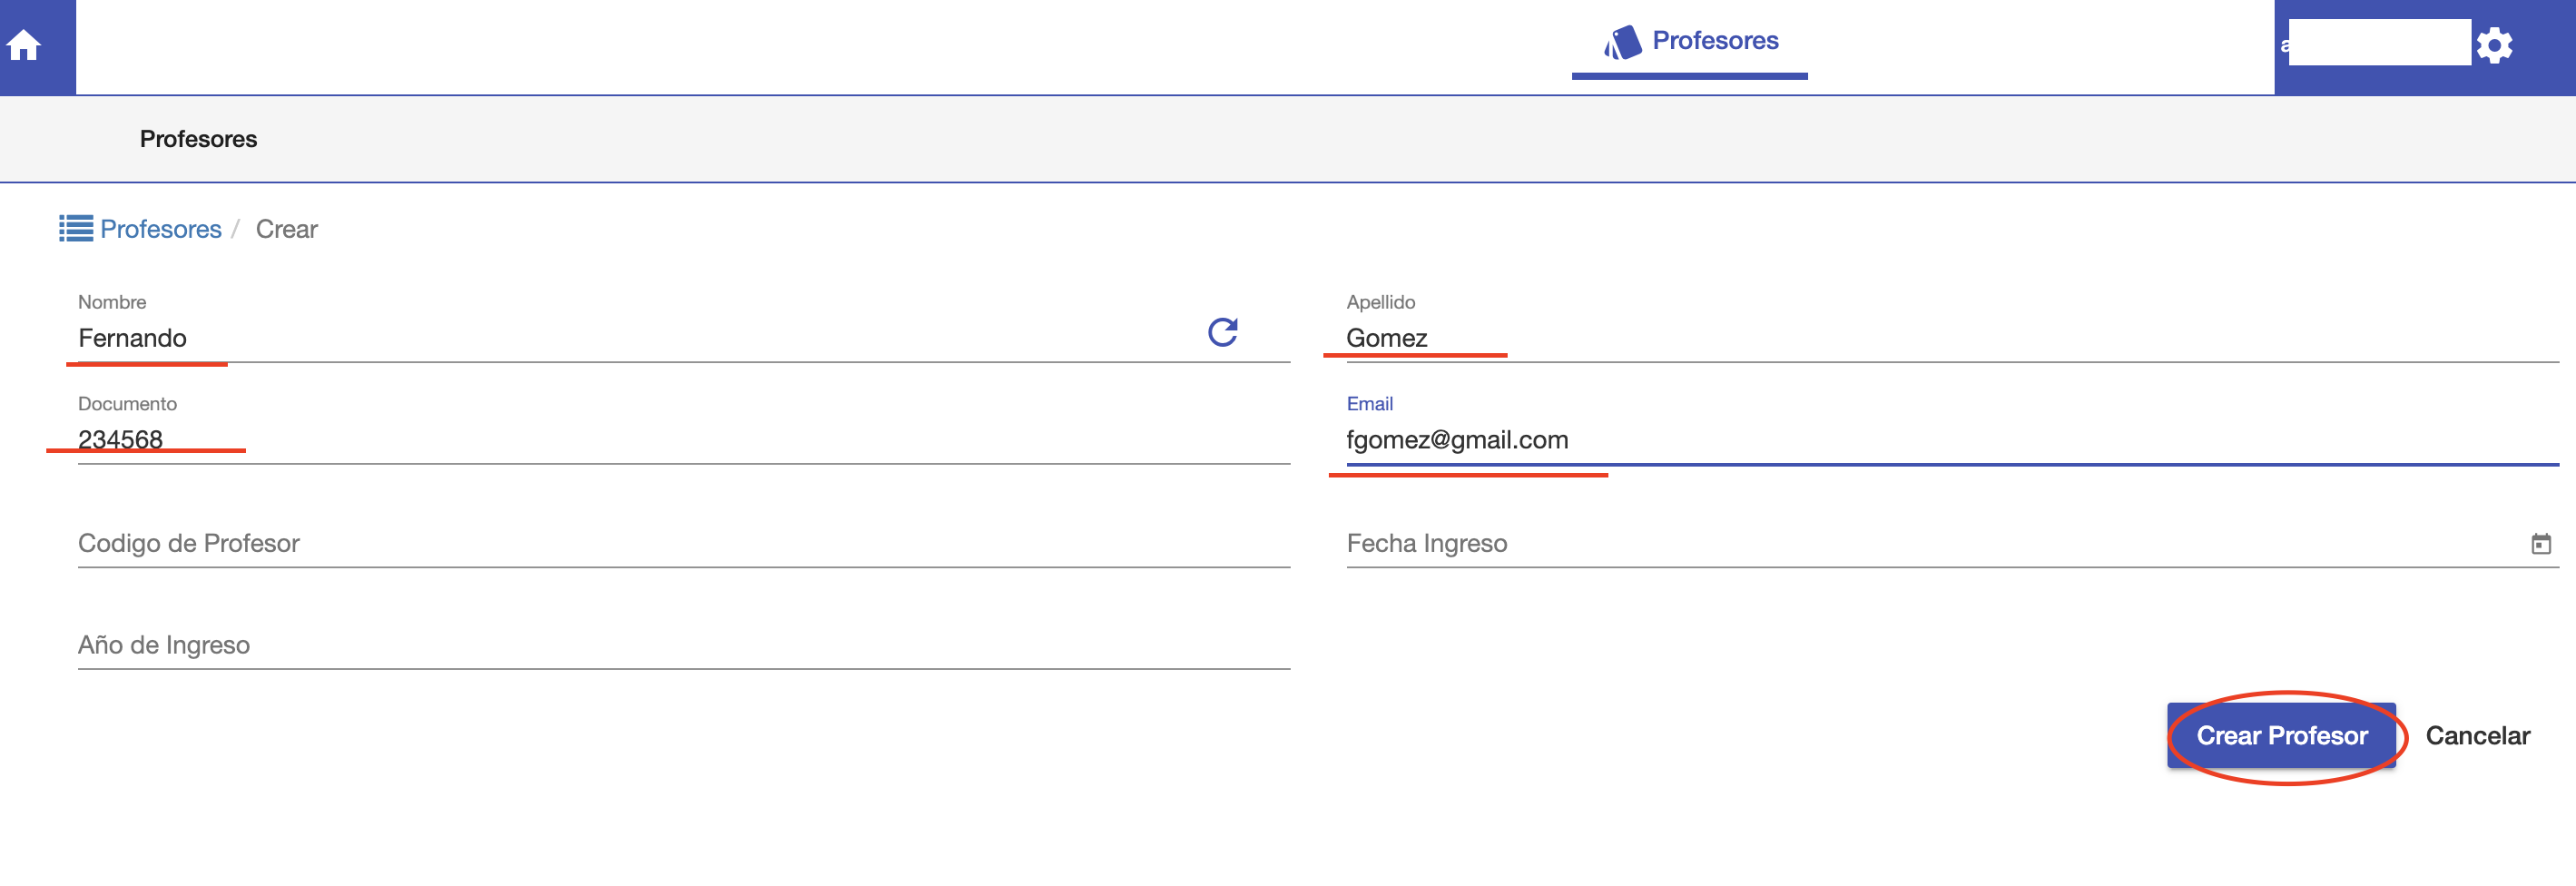 Profesores
Profesores
Profesores / Crear
Nombre
Fernando
Apellido
Gomez
Documento
234568
Email
fgomez@gmail.com
Codigo de Profesor
Fecha Ingreso
Año de Ingreso
Crear Profesor
Cancelar